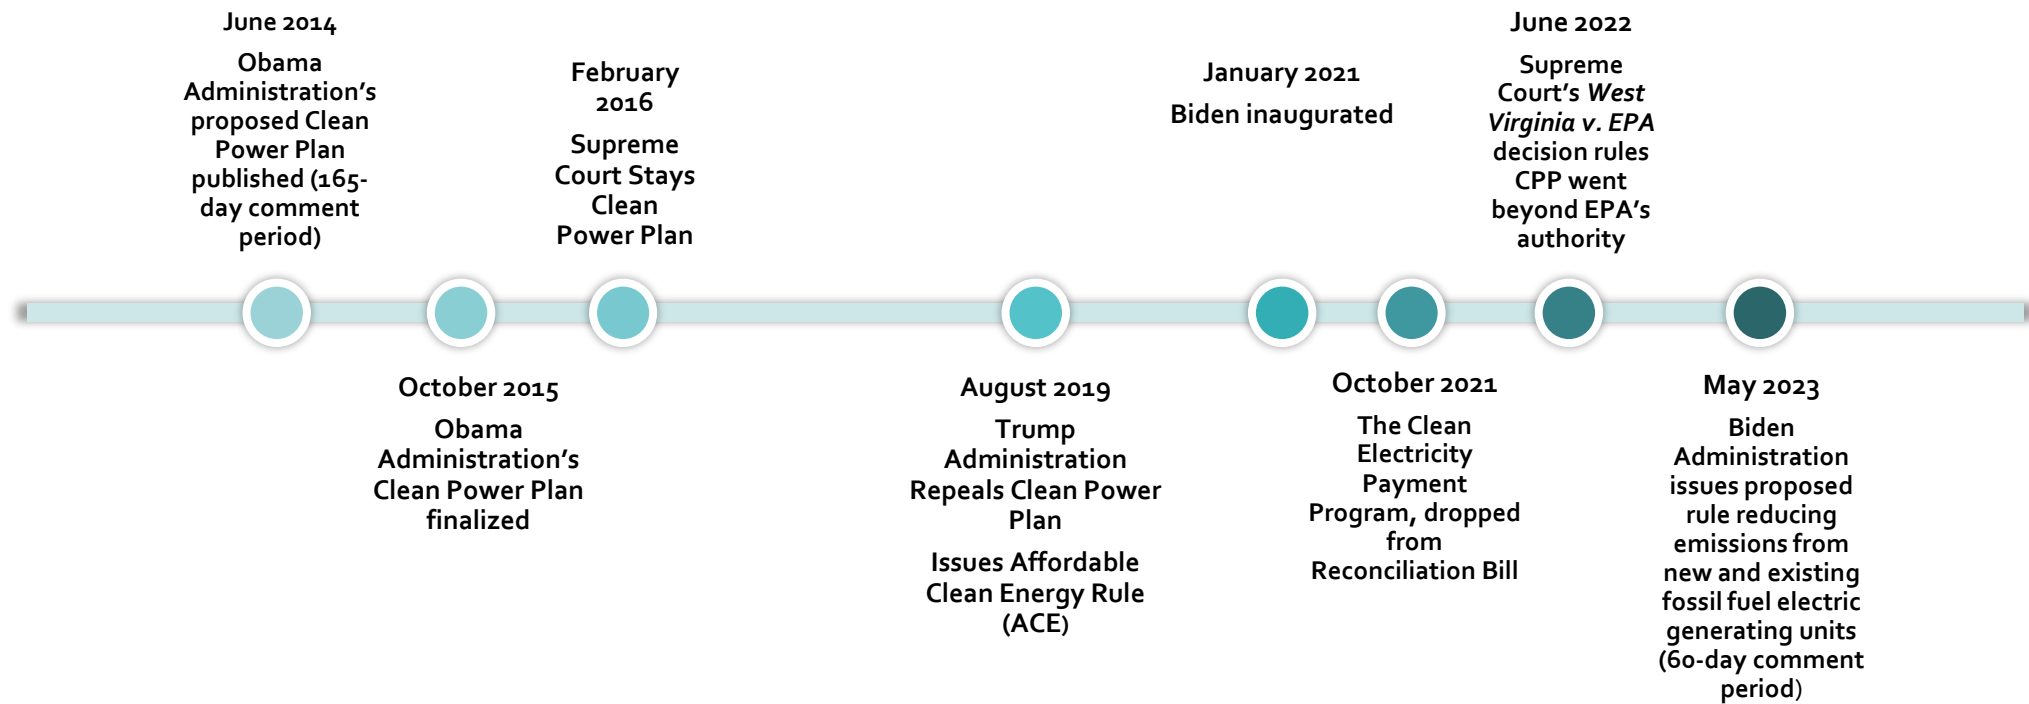 June 2014
Obama
Administration's
proposed Clean
Power Plan
published (165-
day comment
period)
October 2015
Obama
Administration's
Clean Power Plan
finalized
February
2016
Supreme
Court Stays
Clean
Power Plan
August 2019
Trump
Administration
Repeals Clean Power
Plan
Issues Affordable
Clean Energy Rule
(ACE)
January 2021
Biden inaugurated
October 2021
The Clean
Electricity
Payment
Program, dropped
from
Reconciliation Bill
June 2022
Supreme
Court's West
Virginia v. EPA
decision rules
CPP went
beyond EPA's
authority
May 2023
Biden
Administration
issues proposed
rule reducing
emissions from
new and existing
fossil fuel electric
generating units
(60-day comment
period)